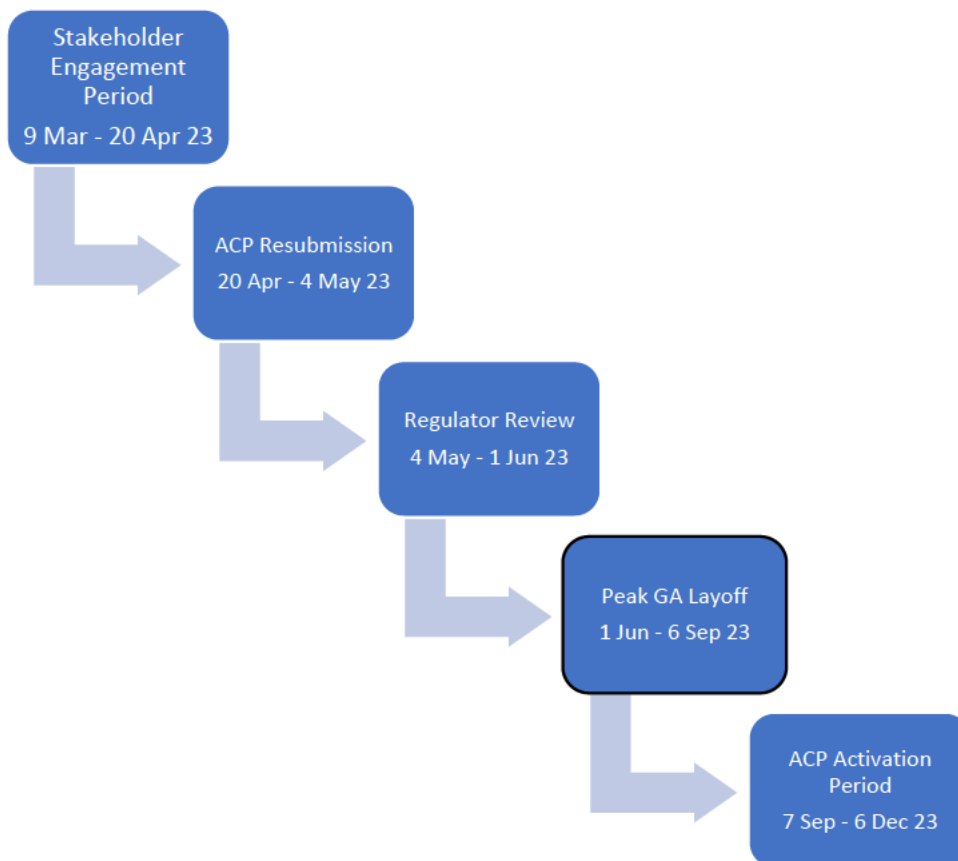 Stakeholder
Engagement
Period
9 Mar - 20 Apr 23
ACP Resubmission
20 Apr - 4 May 23
Regulator Review
4 May - 1 Jun 23
Peak GA Layoff
1 Jun - 6 Sep 23
ACP Activation
Period
7 Sep - 6 Dec 23